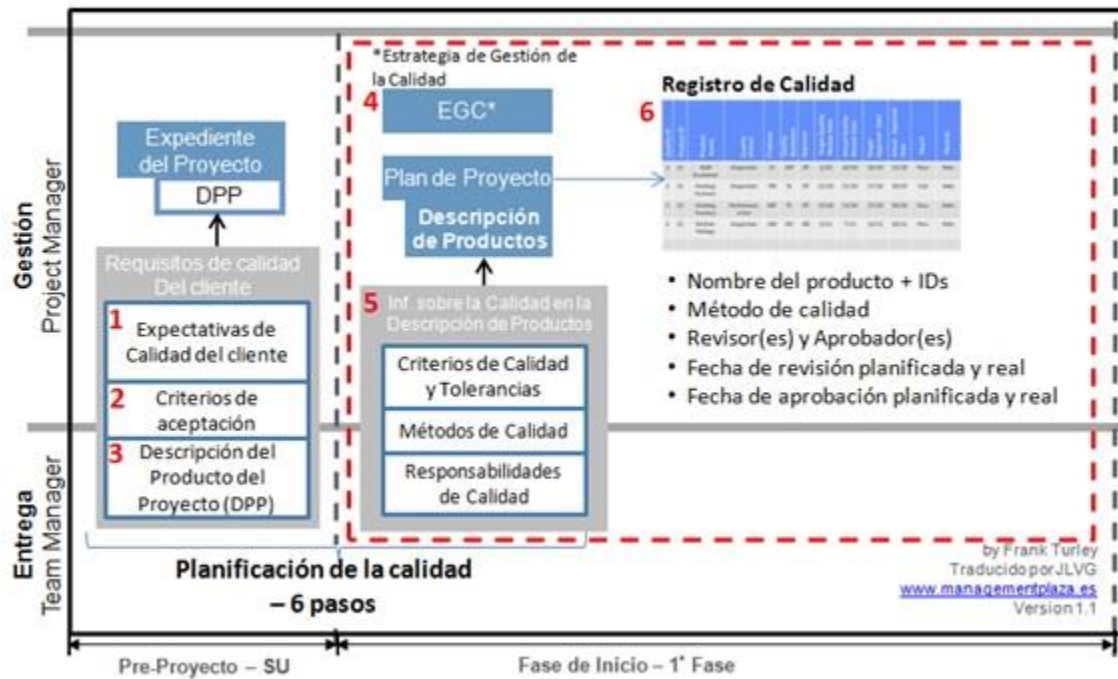 *Estrategia de Gestión de
la Calidad
4
EGC*
Registro de Calidad
6
Expediente
del Proyecto
DPP
Plan de Proyecto
Descripción
de Productos
Gestión
Project Manager
Requisitos de calidad
Del cliente
1
Expectativas de
Calidad del cliente
2
Criterios de
aceptación
3
Descripción del
Producto del
Proyecto (DPP)
5
Inf. sobre la Calidad en la
Descripción de Productos
Criterios de Calidad
y Tolerancias
Métodos de Calidad
Responsabilidades
de Calidad
• Nombre del producto + IDs
• Método de calidad
• Revisor(es) y Aprobador(es)
• Fecha de revisión planificada y real
• Fecha de aprobación planificada y real
Entrega
Team Manager
Planificación de la calidad
– 6 pasos
by Frank Turley
Traducido por JLVG
www.managementplaza.es
Version 1.1
Pre-Proyecto – SU
Fase de Inicio – 1ª Fase